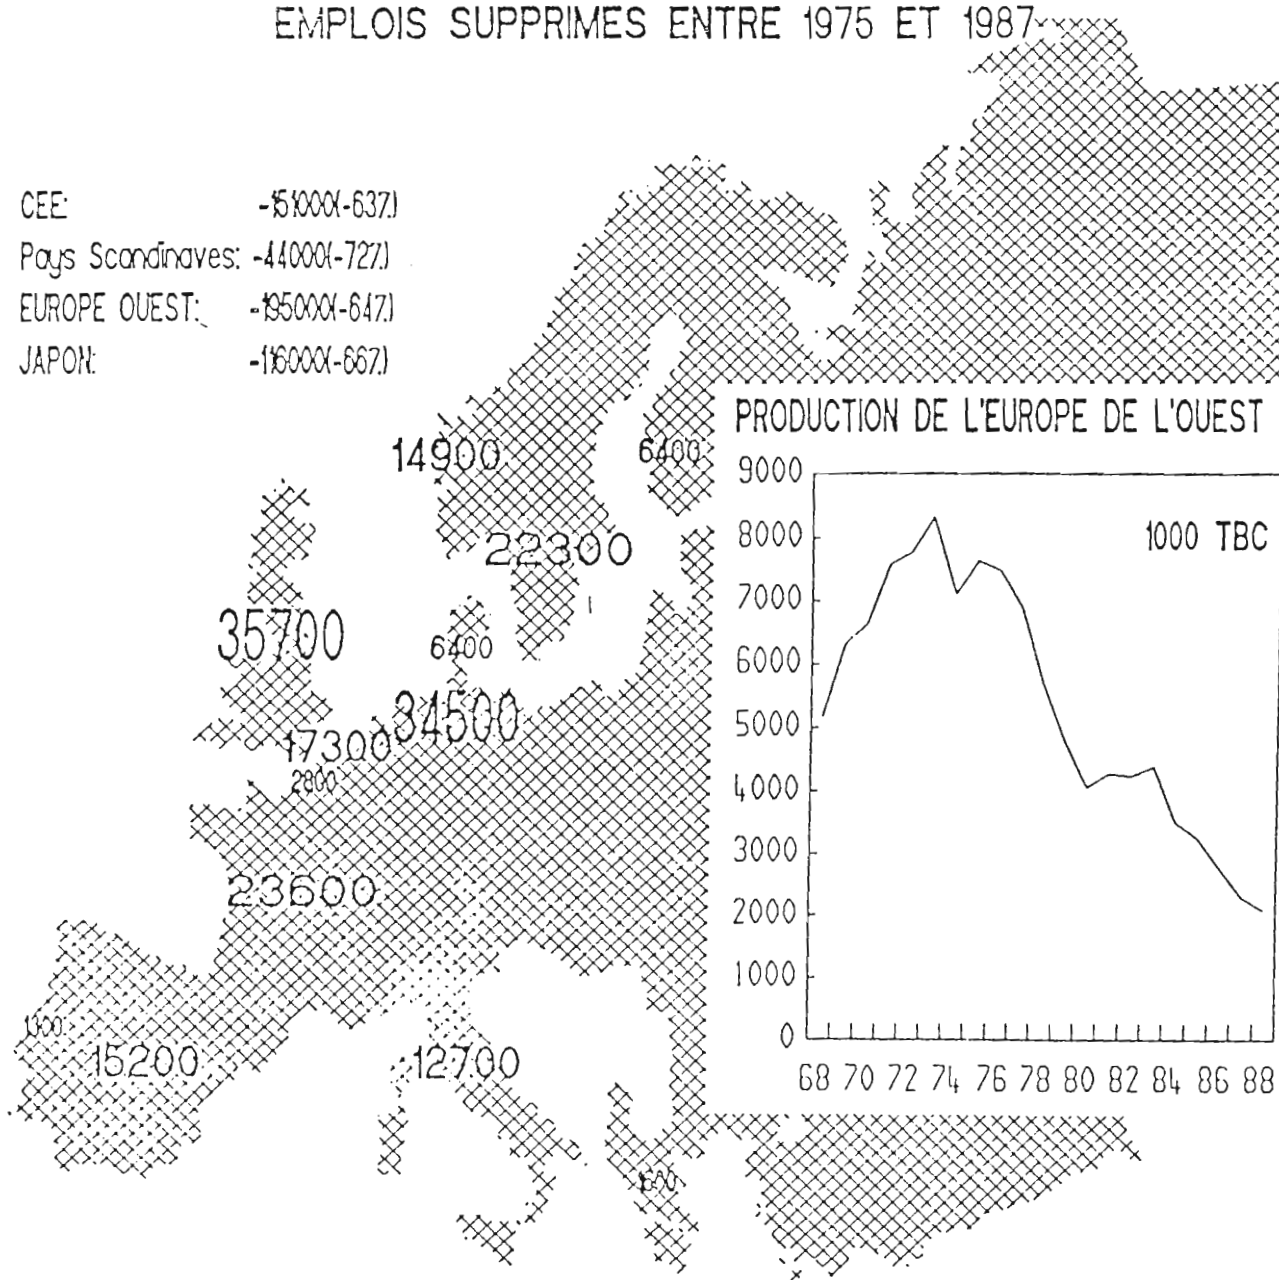 EMPLOIS SUPPRIMES ENTRE 1975 ET 1987
CEE: -151000(-63%)
Pays Scandinaves: -44000(-72%)
EUROPE OUEST: -195000(-64%)
JAPON: -116000(-66%)
14900
6400
22300
35700
6400
34500
17300
2800
23600
1300
15200
12700
1600
PRODUCTION DE L'EUROPE DE L'OUEST
1000 TBC
9000
8000
7000
6000
5000
4000
3000
2000
1000
0
68 70 72 74 76 78 80 82 84 86 88